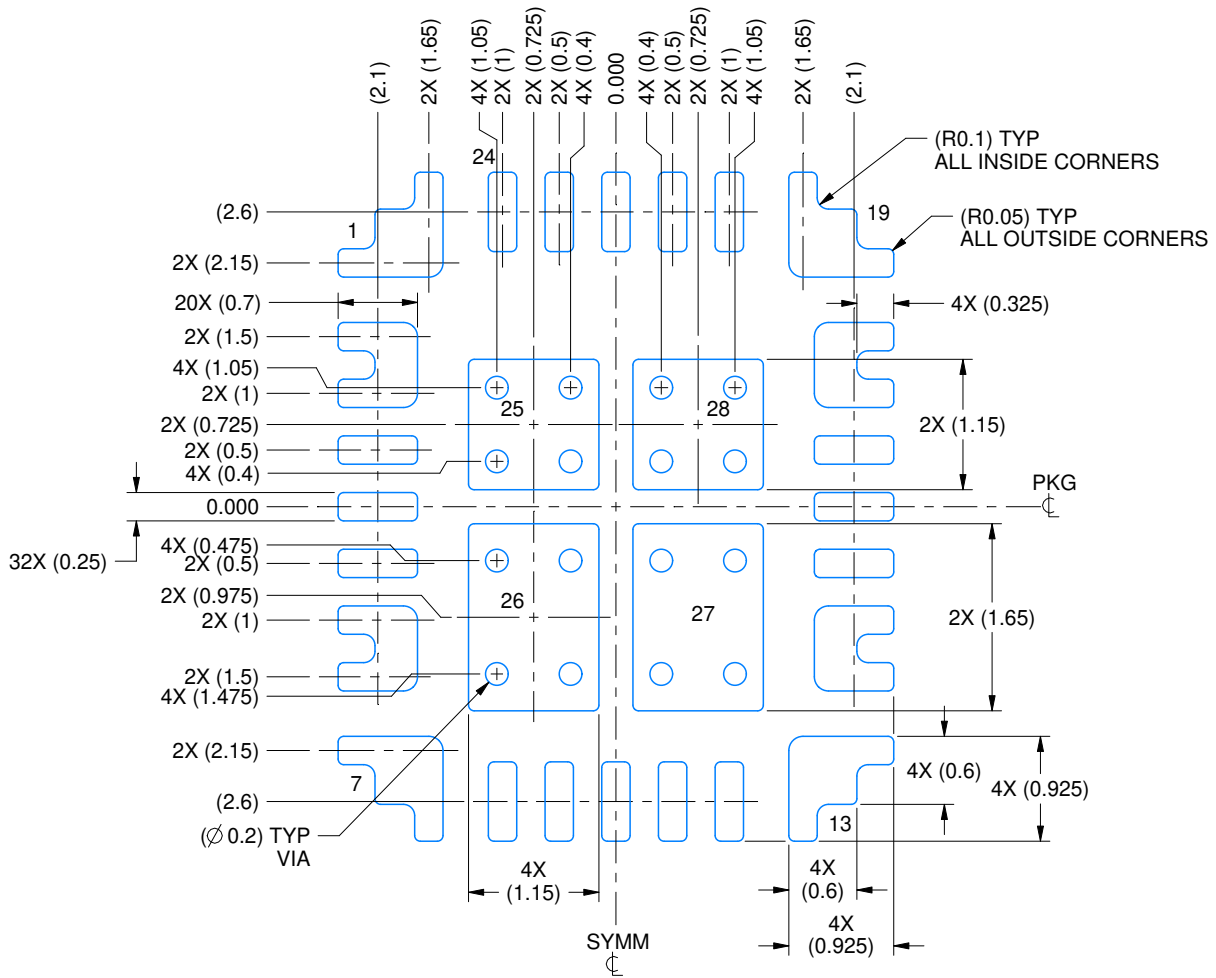 (2.1)
2X (1.65)
4X (1.05)
2X (1)
2X (0.725)
2X (0.5)
4X (0.4)
0.000
4X (0.4)
2X (0.5)
2X (0.725)
2X (1)
4X (1.05)
2X (1.65)
(2.1)
24
(R0.1) TYP
ALL INSIDE CORNERS
(2.6)
1
19
(R0.05) TYP
ALL OUTSIDE CORNERS
2X (2.15)
20X (0.7)
4X (0.325)
2X (1.5)
4X (1.05)
2X (1)
25
28
2X (0.725)
2X (1.15)
2X (0.5)
4X (0.4)
PKG
0.000
32X (0.25)
4X (0.475)
2X (0.5)
2X (0.975)
26
27
2X (1)
2X (1.65)
2X (1.5)
4X (1.475)
2X (2.15)
7
4X (0.6)
4X (0.925)
(2.6)
13
(Ø 0.2) TYP
VIA
4X
(1.15)
4X
(0.6)
4X
(0.925)
SYMM